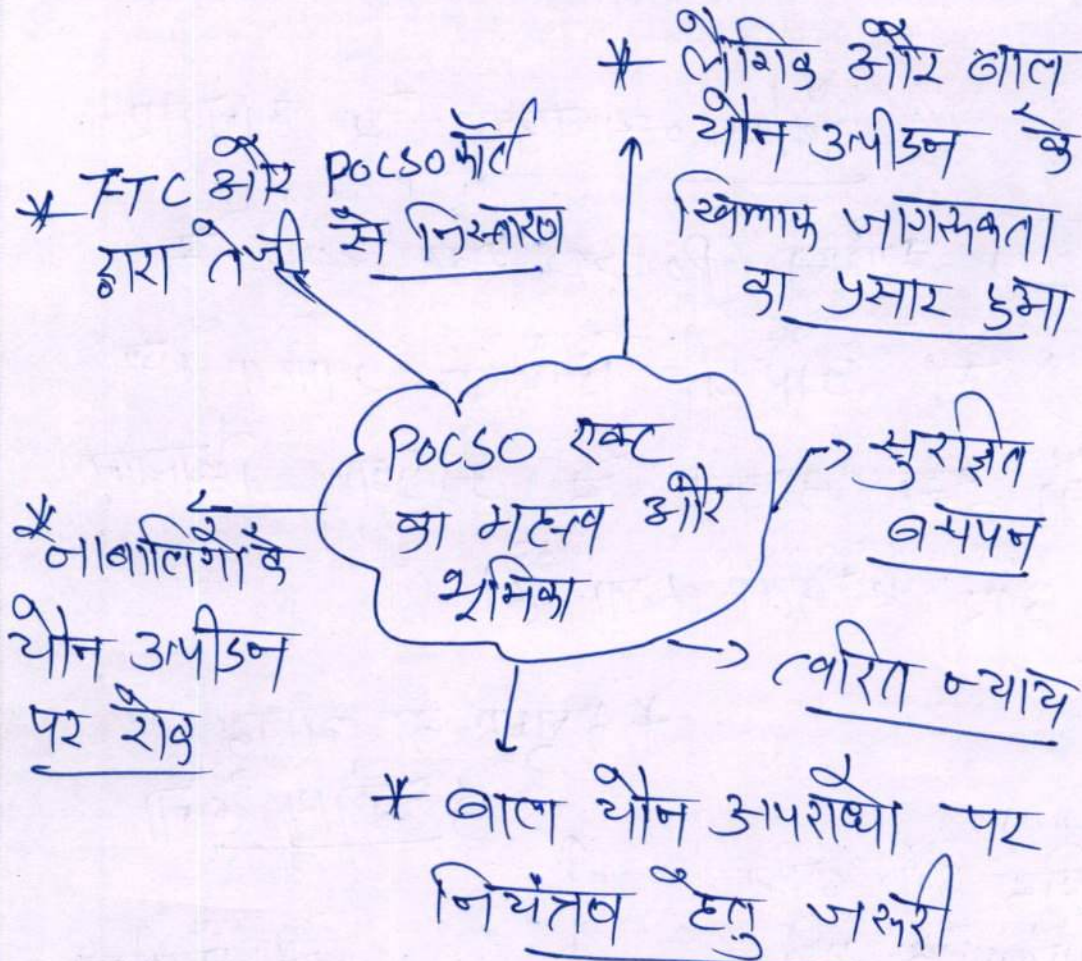 * लैंगिक और बाल
यौन उत्पीडन के
खिलाफ जागरूकता
का प्रसार हुआ
* FTC और POCSO कोर्ट
द्वारा तेजी से निस्तारण
POCSO एक्ट
का महत्व और
भूमिका
→ सुरक्षित
बचपन
→ त्वरित न्याय
* नाबालिगों के
यौन उत्पीडन
पर रोक
* बाल यौन अपराधों पर
नियंत्रण हेतु जरूरी